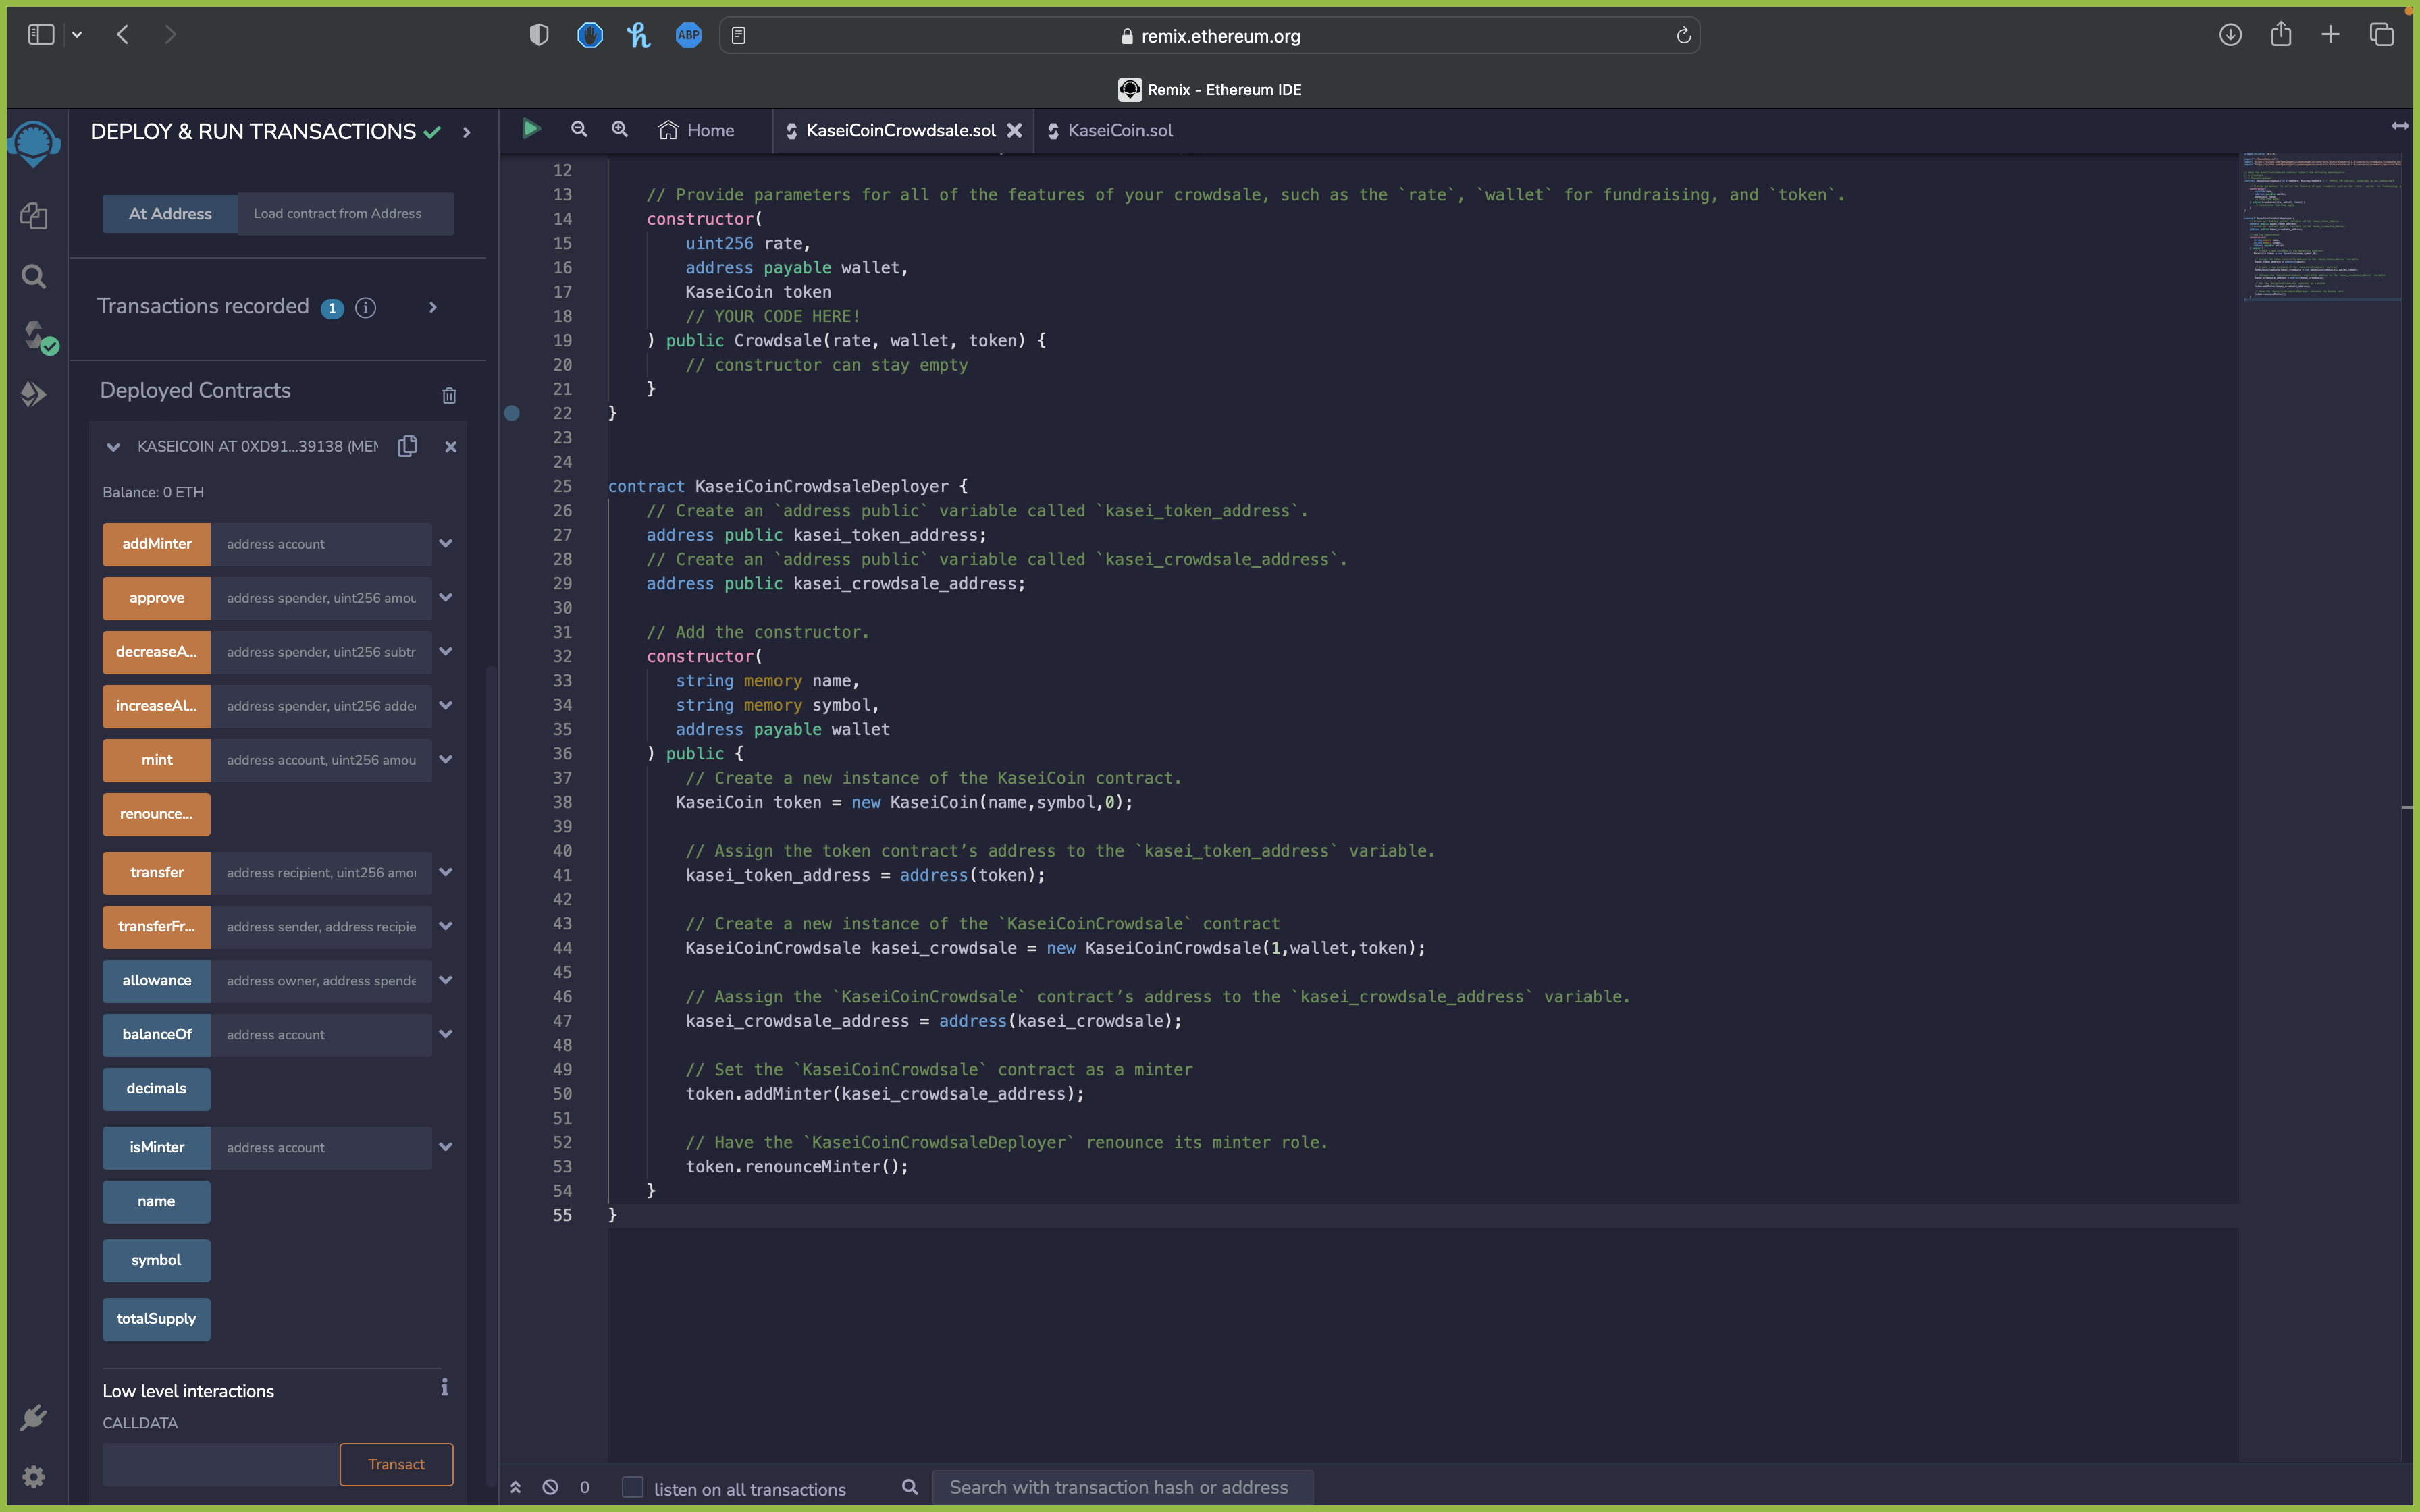 ABP
remix.ethereum.org
Remix - Ethereum IDE
DEPLOY & RUN TRANSACTIONS
Home
KaseiCoinCrowdsale.sol
KaseiCoin.sol
At Address
Load contract from Address
Transactions recorded 1
Deployed Contracts
KASEICOIN AT 0XD91...39138 (MEM
Balance: 0 ETH
addMinter address account
approve address spender, uint256 amou
decreaseA... address spender, uint256 subtr
increaseAl... address spender, uint256 adde
mint address account, uint256 amou
renounce...
transfer address recipient, uint256 amou
transferFr... address sender, address recipie
allowance address owner, address spende
balanceOf address account
decimals
isMinter address account
name
symbol
totalSupply
Low level interactions
CALLDATA
Transact
12
13 // Provide parameters for all of the features of your crowdsale, such as the `rate`, `wallet` for fundraising, and `token`.
14 constructor(
15 uint256 rate,
16 address payable wallet,
17 KaseiCoin token
18 // YOUR CODE HERE!
19 ) public Crowdsale(rate, wallet, token) {
20 // constructor can stay empty
21 }
22 }
23
24
25 contract KaseiCoinCrowdsaleDeployer {
26 // Create an `address public` variable called `kasei_token_address`.
27 address public kasei_token_address;
28 // Create an `address public` variable called `kasei_crowdsale_address`.
29 address public kasei_crowdsale_address;
30
31 // Add the constructor.
32 constructor(
33 string memory name,
34 string memory symbol,
35 address payable wallet
36 ) public {
37 // Create a new instance of the KaseiCoin contract.
38 KaseiCoin token = new KaseiCoin(name,symbol,0);
39
40 // Assign the token contract’s address to the `kasei_token_address` variable.
41 kasei_token_address = address(token);
42
43 // Create a new instance of the `KaseiCoinCrowdsale` contract
44 KaseiCoinCrowdsale kasei_crowdsale = new KaseiCoinCrowdsale(1,wallet,token);
45
46 // Aassign the `KaseiCoinCrowdsale` contract’s address to the `kasei_crowdsale_address` variable.
47 kasei_crowdsale_address = address(kasei_crowdsale);
48
49 // Set the `KaseiCoinCrowdsale` contract as a minter
50 token.addMinter(kasei_crowdsale_address);
51
52 // Have the `KaseiCoinCrowdsaleDeployer` renounce its minter role.
53 token.renounceMinter();
54 }
55 }
0
listen on all transactions
Search with transaction hash or address